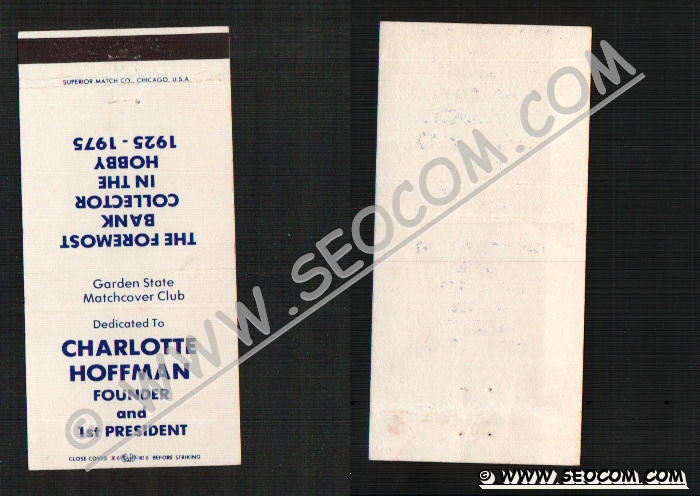 SUPERIOR MATCH CO., CHICAGO, U.S.A.
THE FOREMOST
BANK
COLLECTOR
IN THE
HOBBY
1925 - 1975
Garden State
Matchcover Club
Dedicated To
CHARLOTTE
HOFFMAN
FOUNDER
and
1st PRESIDENT
CLOSE COVER BEFORE STRIKING
© WWW.SEOCOM.COM
© WWW.SEOCOM.COM